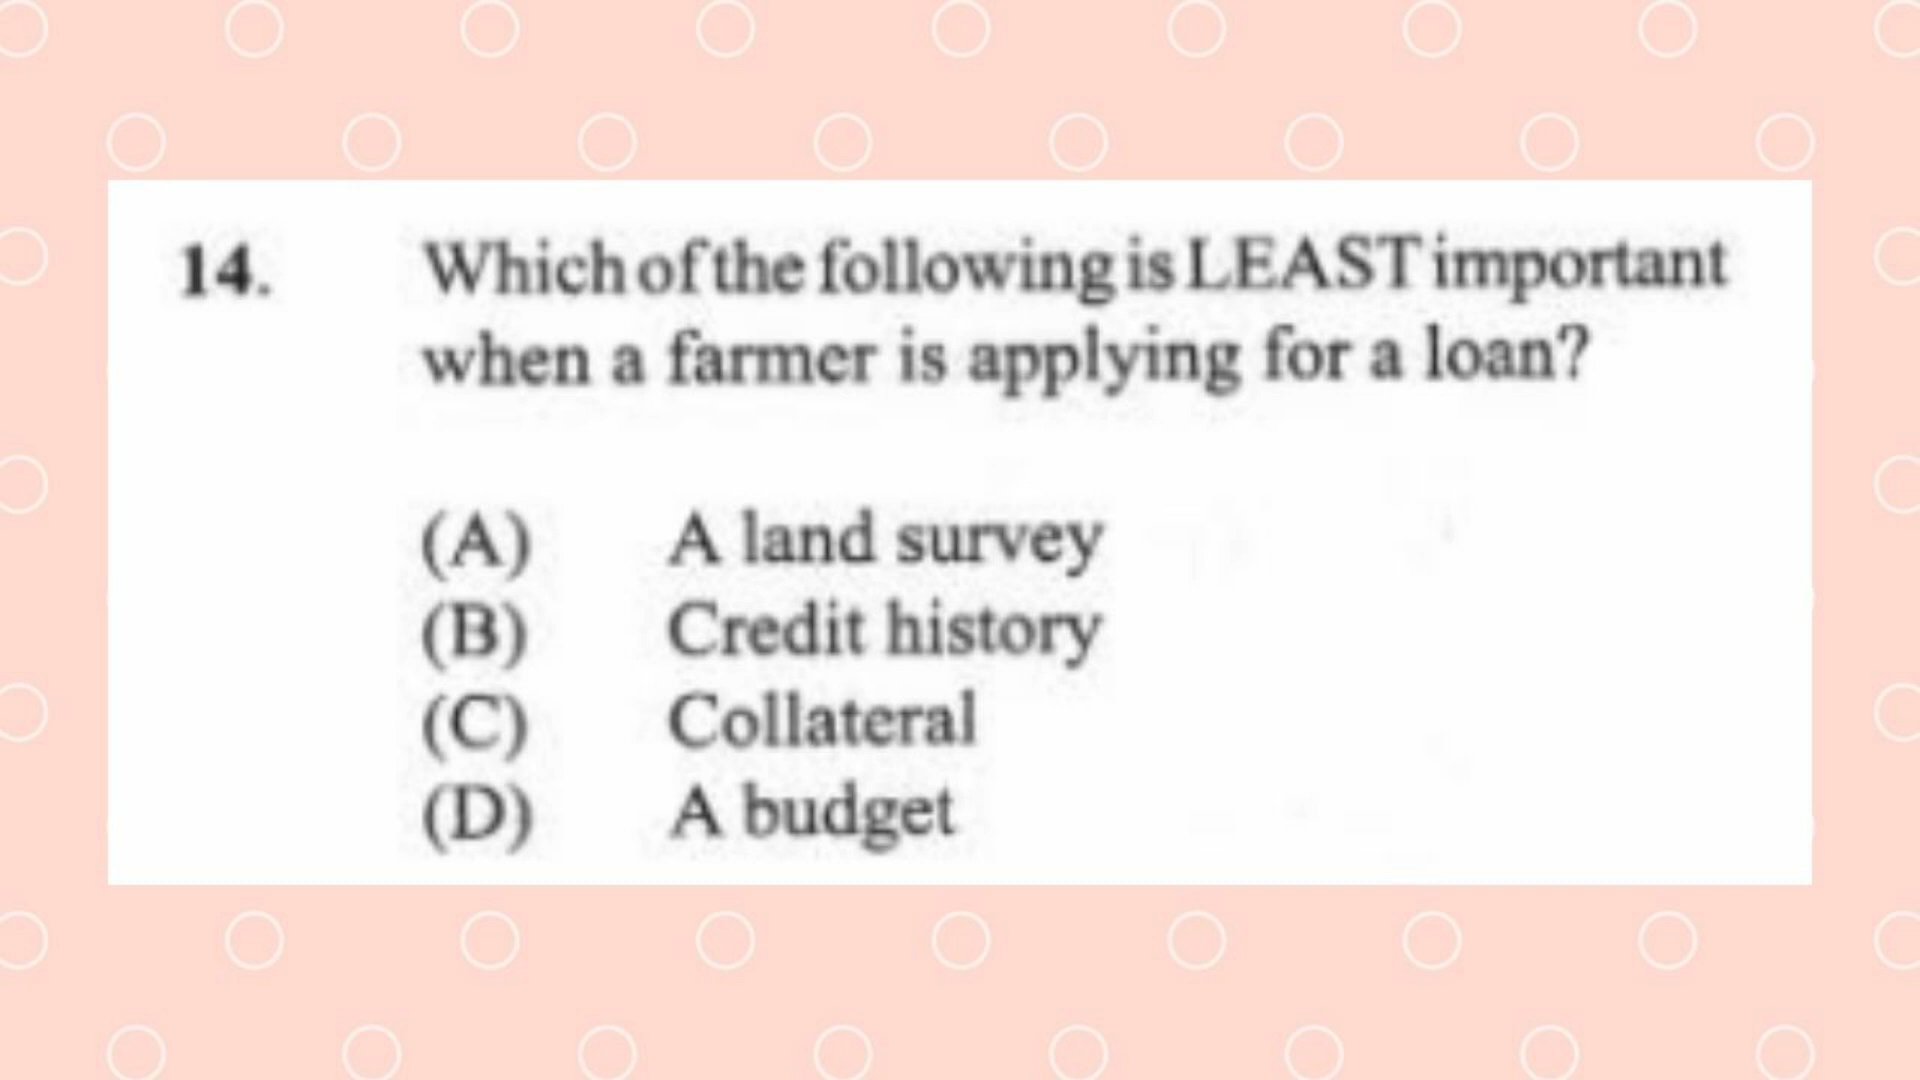 14. Which of the following is LEAST important
when a farmer is applying for a loan?
(A) A land survey
(B) Credit history
(C) Collateral
(D) A budget